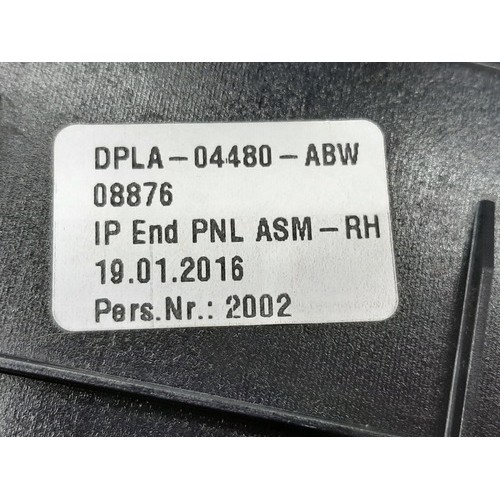 DPLA-04480-ABW
08876
IP End PNL ASM-RH
19.01.2016
Pers.Nr.: 2002